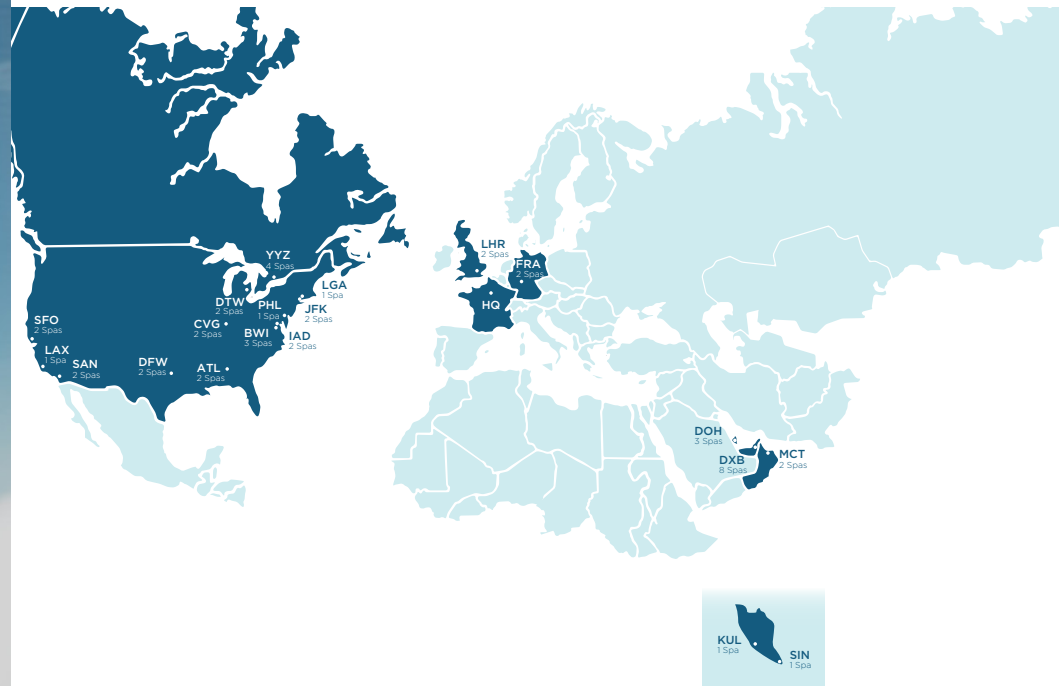 YYZ
4 Spas
LGA
1 Spa
DTW
2 Spas
PHL
1 Spa
JFK
2 Spas
CVG
2 Spas
BWI
3 Spas
IAD
2 Spas
SFO
2 Spas
LAX
1 Spa
SAN
2 Spas
DFW
2 Spas
ATL
2 Spas
LHR
2 Spas
FRA
2 Spas
HQ
DOH
3 Spas
DXB
8 Spas
MCT
2 Spas
KUL
1 Spa
SIN
1 Spa